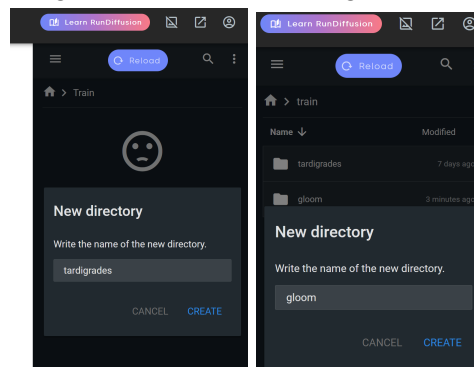 Learn RunDiffusion
Reload
> Train
New directory
Write the name of the new directory.
tardigrades
CANCEL CREATE
Learn RunDiffusion
Reload
> train
Name Modified
tardigrades 7 days ago
gloom 3 minutes ago
New directory
Write the name of the new directory.
gloom
CANCEL CREATE